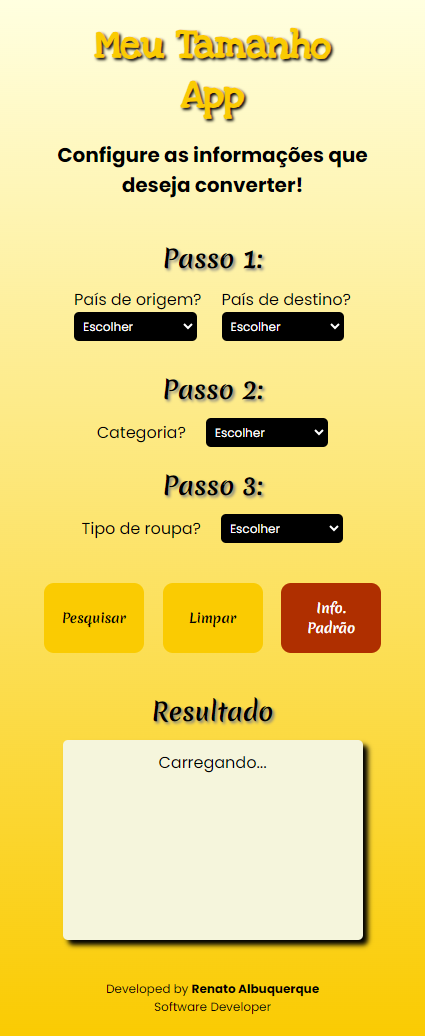 Meu Tamanho
App
Configure as informações que
deseja converter!
Passo 1:
País de origem? País de destino?
Escolher Escolher
Passo 2:
Categoria? Escolher
Passo 3:
Tipo de roupa? Escolher
Pesquisar Limpar Info.
Padrão
Resultado
Carregando...
Developed by Renato Albuquerque
Software Developer